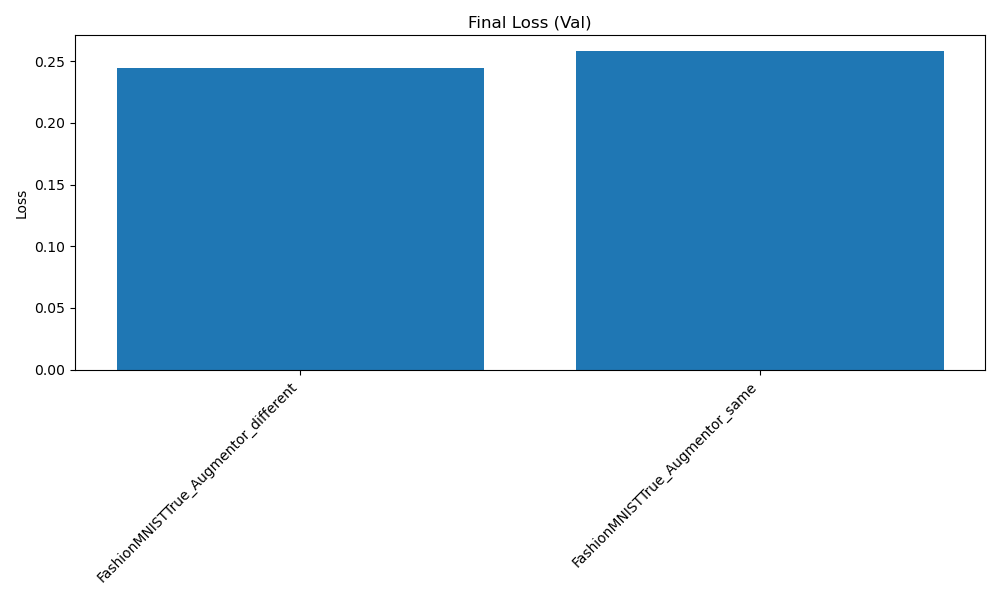 Final Loss (Val)
Loss
0.25
0.20
0.15
0.10
0.05
0.00
FashionMNISTTrue_Augmentor_different
FashionMNISTTrue_Augmentor_same